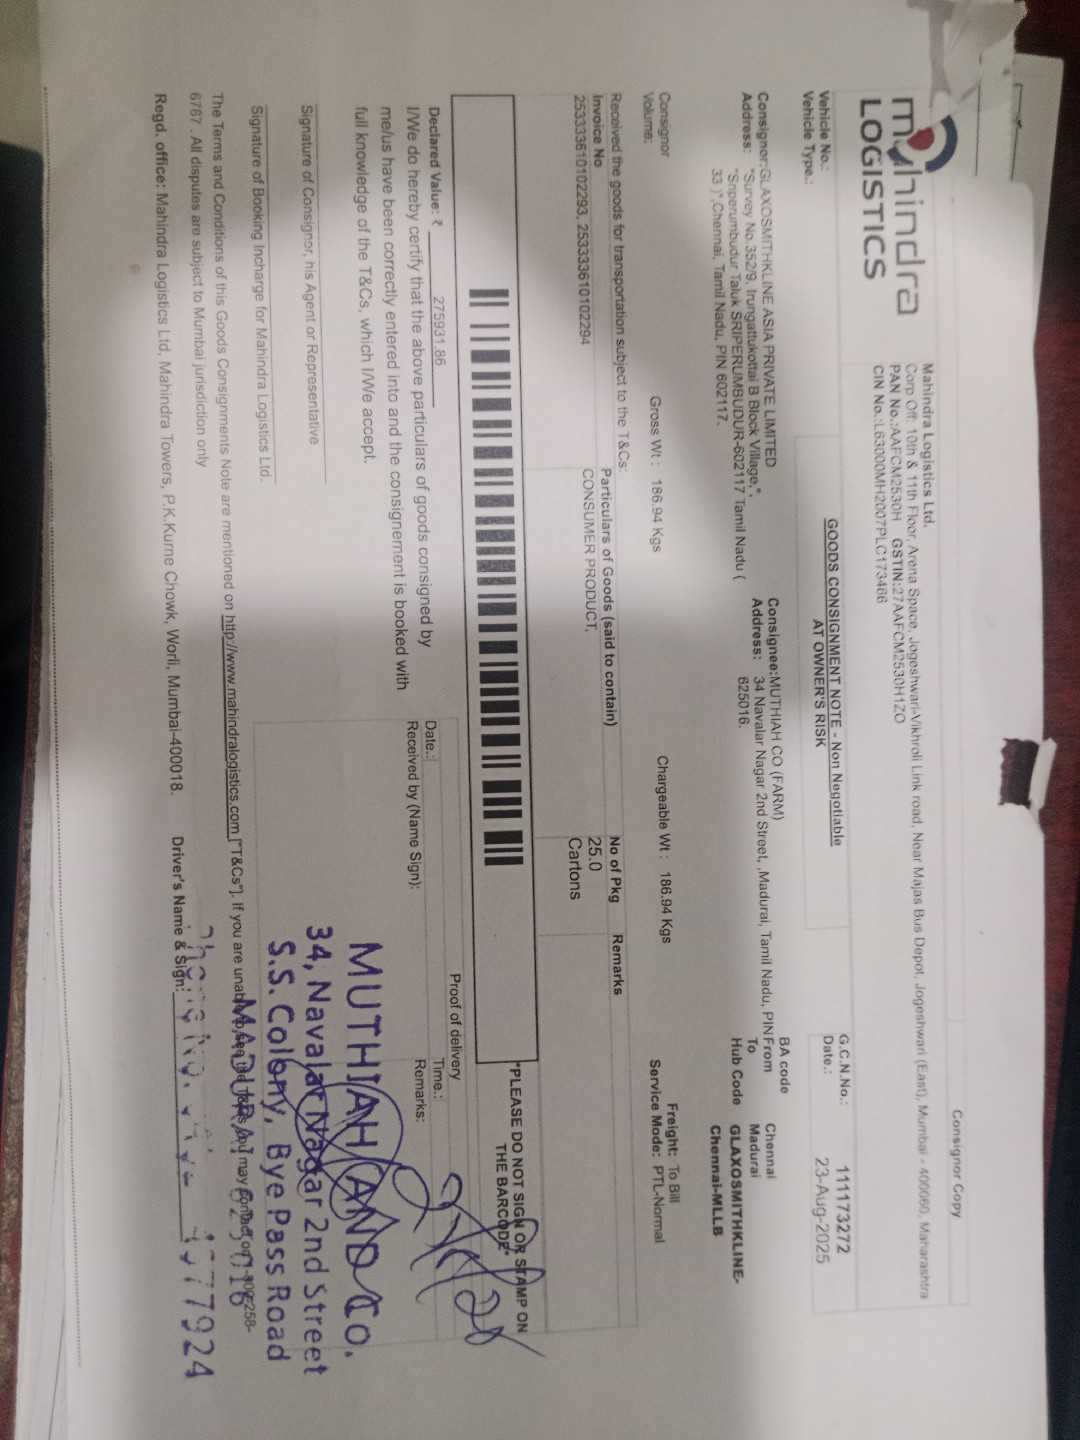 Consignor Copy
mahindra
LOGISTICS
Mahindra Logistics Ltd.
Corp Off: 10th & 11th Floor, Arena Space, Jogeshwari-Vikhroli Link road, Near Majas Bus Depot, Jogeshwari (East), Mumbai - 400060, Maharashtra
PAN No.:AAFCM2530H GSTIN:27AAFCM2530H1ZO
CIN No.:L63000MH2007PLC173466
Vehicle No.:
Vehicle Type.:
GOODS CONSIGNMENT NOTE - Non Negotiable
AT OWNER'S RISK
G.C.N.No.: 111173272
Date.: 23-Aug-2025
Consignor:GLAXOSMITHKLINE ASIA PRIVATE LIMITED
Address: "Survey No.352/9, Irungattukottai B Block Village,",
"Sriperumbudur Taluk SRIPERUMBUDUR-602117 Tamil Nadu (
33 )",Chennai, Tamil Nadu, PIN 602117.
Consignee:MUTHIAH CO (FARM)
Address: 34 Navalar Nagar 2nd Street, ,Madurai, Tamil Nadu, PIN
625016.
BA code
From Chennai
To Madurai
Hub Code GLAXOSMITHKLINE-
Chennai-MLLB
Consignor
Volume:
Gross Wt : 186.94 Kgs
Chargeable Wt : 186.94 Kgs
Freight: To Bill
Service Mode: PTL-Normal
Received the goods for transportation subject to the T&Cs:
Invoice No
Particulars of Goods (said to contain)
No of Pkg
Remarks
253333610102293, 253333610102294
CONSUMER PRODUCT,
25.0
Cartons
"PLEASE DO NOT SIGN OR STAMP ON
THE BARCODE"
Declared Value: ₹ 275931.86
I/We do hereby certify that the above particulars of goods consigned by
me/us have been correctly entered into and the consignement is booked with
full knowledge of the T&Cs, which I/We accept.
Proof of delivery
Date.:
Time.:
Received by (Name Sign):
Remarks:
MUTHIAH AND CO.
34, Navalar Nagar 2nd Street
S.S. Colony, Bye Pass Road
MADURAI - 625 016
Signature of Consignor, his Agent or Representative
Signature of Booking Incharge for Mahindra Logistics Ltd.
The Terms and Conditions of this Goods Consignments Note are mentioned on http://www.mahindralogistics.com ["T&Cs"]. If you are unable to see the T&Cs you may contact on 1-800-258-
6787 . All disputes are subject to Mumbai jurisdiction only
Regd. office: Mahindra Logistics Ltd, Mahindra Towers, P.K.Kurne Chowk, Worli, Mumbai-400018.
Driver's Name & Sign: